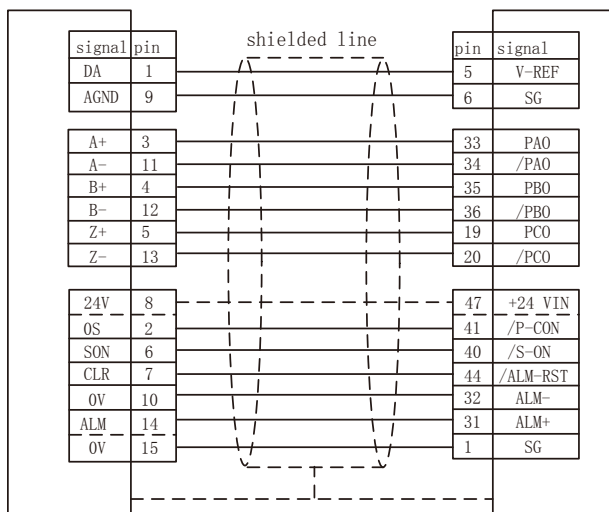 shielded line
signal pin pin signal
DA 1 5 V-REF
AGND 9 6 SG
A+ 3 33 PAO
A- 11 34 /PAO
B+ 4 35 PBO
B- 12 36 /PBO
Z+ 5 19 PCO
Z- 13 20 /PCO
24V 8 47 +24 VIN
OS 2 41 /P-CON
SON 6 40 /S-ON
CLR 7 44 /ALM-RST
0V 10 32 ALM-
ALM 14 31 ALM+
0V 15 1 SG